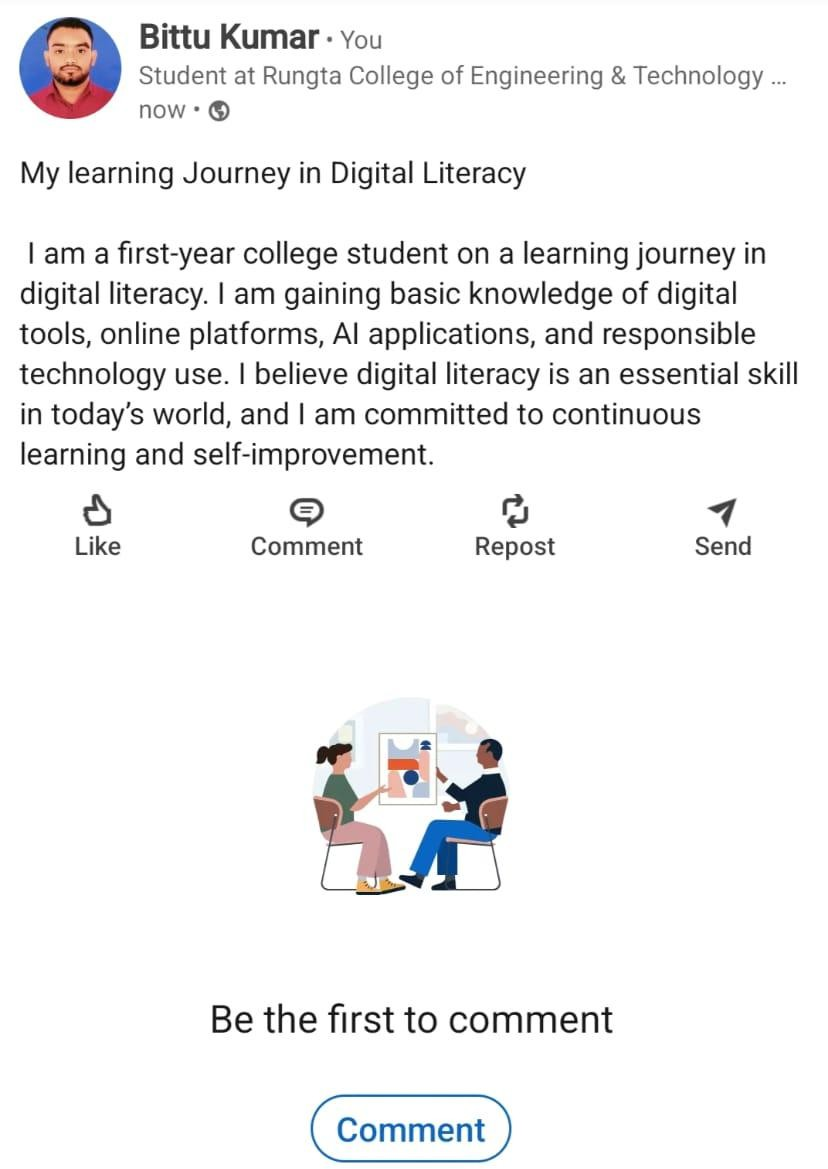 Bittu Kumar • You
Student at Rungta College of Engineering & Technology ...
now •
My learning Journey in Digital Literacy
I am a first-year college student on a learning journey in
digital literacy. I am gaining basic knowledge of digital
tools, online platforms, AI applications, and responsible
technology use. I believe digital literacy is an essential skill
in today’s world, and I am committed to continuous
learning and self-improvement.
Like Comment Repost Send
Be the first to comment
Comment